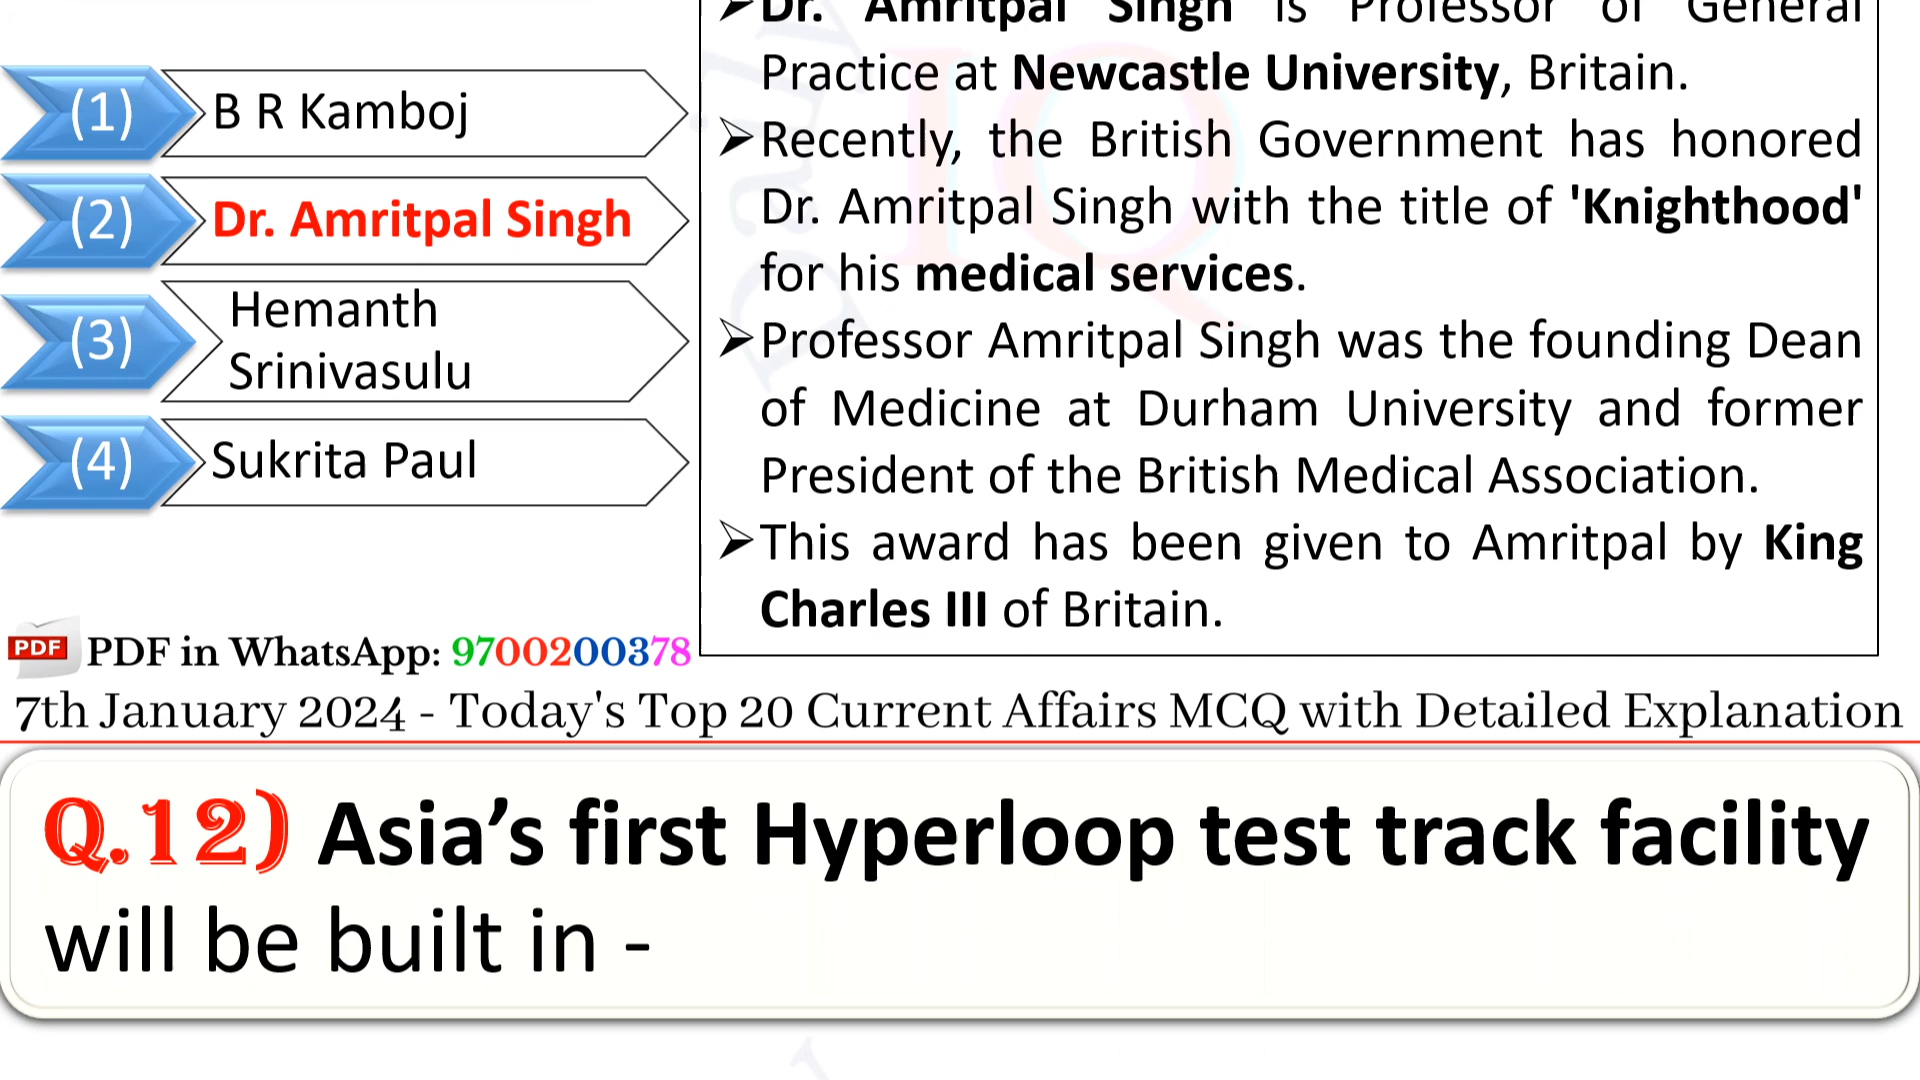 (1) B R Kamboj
(2) Dr. Amritpal Singh
(3) Hemanth
Srinivasulu
(4) Sukrita Paul
➢Dr. Amritpal Singh is Professor of General
Practice at Newcastle University, Britain.
➢Recently, the British Government has honored
Dr. Amritpal Singh with the title of 'Knighthood'
for his medical services.
➢Professor Amritpal Singh was the founding Dean
of Medicine at Durham University and former
President of the British Medical Association.
➢This award has been given to Amritpal by King
Charles III of Britain.
PDF PDF in WhatsApp: 9700200378
7th January 2024 - Today's Top 20 Current Affairs MCQ with Detailed Explanation
Q.12) Asia’s first Hyperloop test track facility
will be built in -